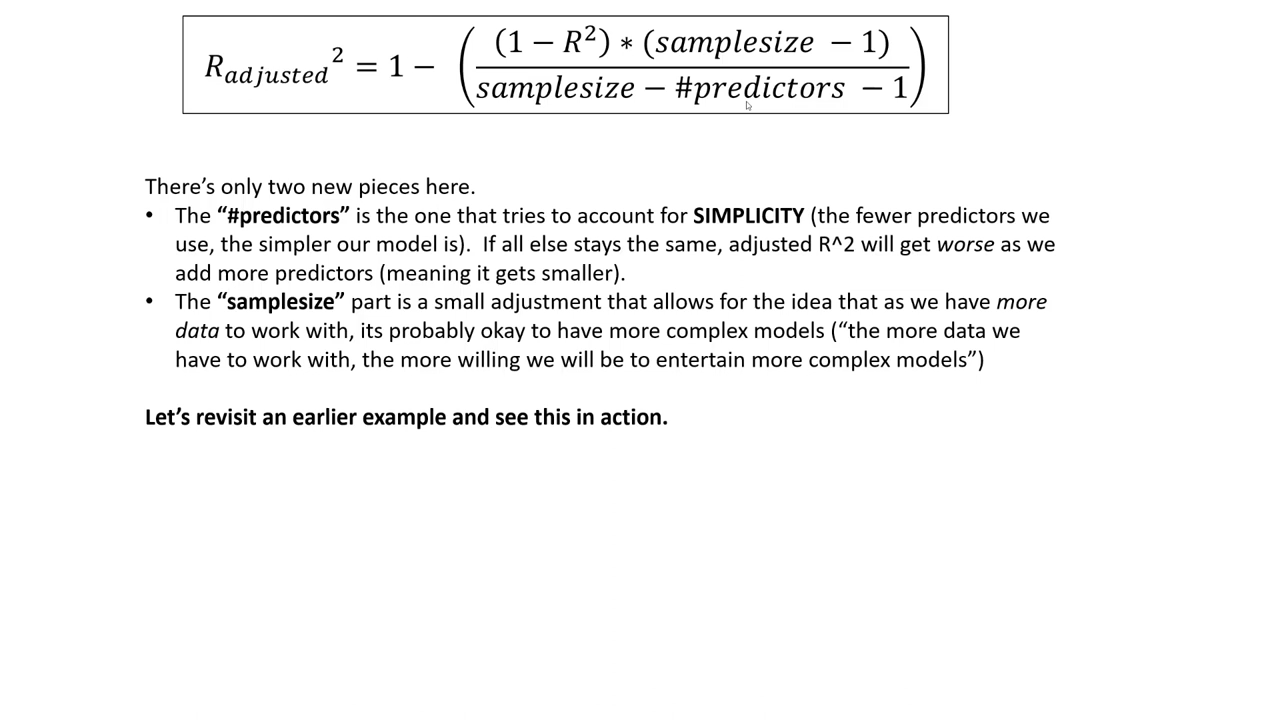 R_adjusted² = 1 − ( (1 − R²) ∗ (samplesize − 1) / samplesize − #predictors − 1 )
There’s only two new pieces here.
• The “#predictors” is the one that tries to account for SIMPLICITY (the fewer predictors we
use, the simpler our model is). If all else stays the same, adjusted R^2 will get worse as we
add more predictors (meaning it gets smaller).
• The “samplesize” part is a small adjustment that allows for the idea that as we have more
data to work with, its probably okay to have more complex models (“the more data we
have to work with, the more willing we will be to entertain more complex models”)
Let’s revisit an earlier example and see this in action.